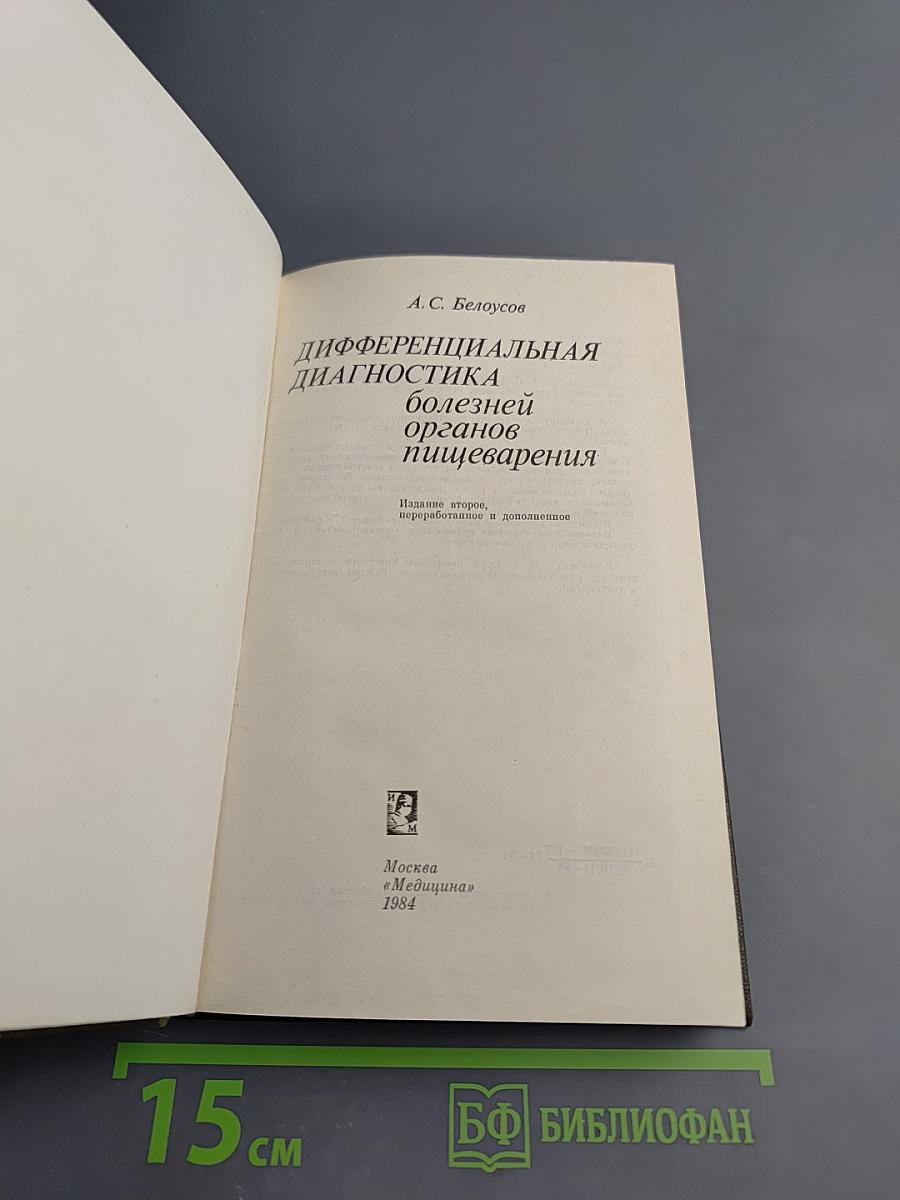 А. С. Белоусов
ДИФФЕРЕНЦИАЛЬНАЯ
ДИАГНОСТИКА
болезней
органов
пищеварения
Издание второе,
переработанное и дополненное
И
М
Москва
«Медицина»
1984
15 см
БФ БИБЛИОФАН